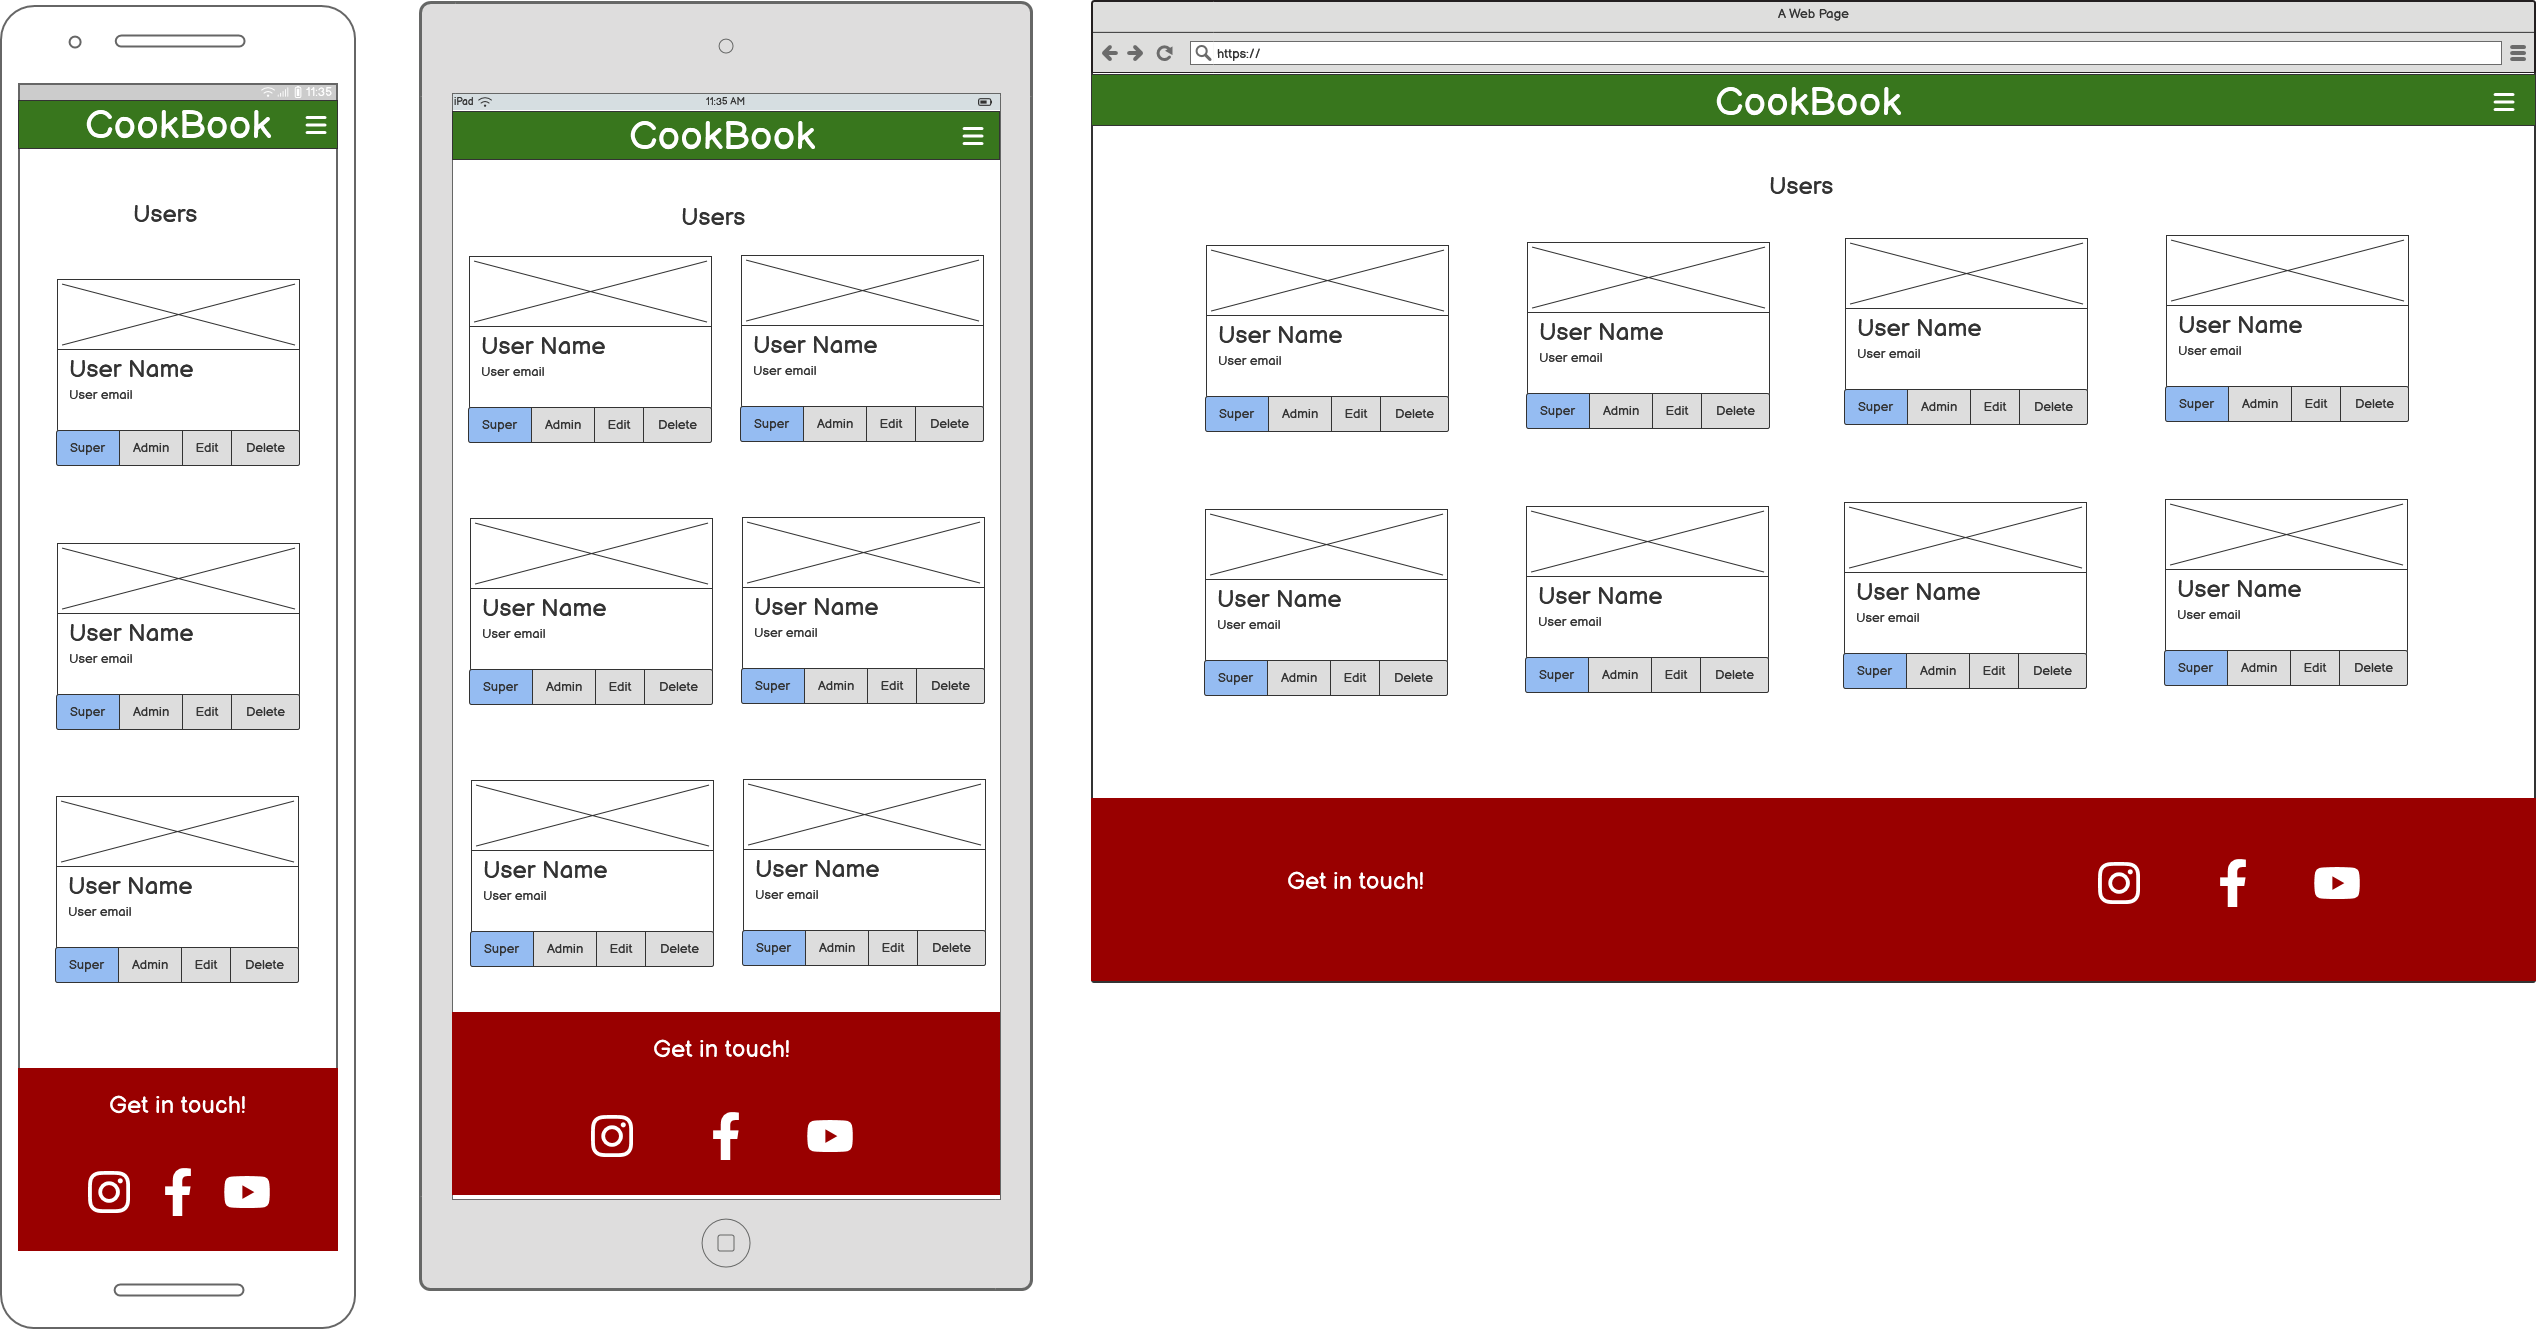 11:35
CookBook
Users
User Name
User email
Super Admin Edit Delete
User Name
User email
Super Admin Edit Delete
User Name
User email
Super Admin Edit Delete
Get in touch!
iPad 11:35 AM
CookBook
Users
User Name User Name
User email User email
Super Admin Edit Delete Super Admin Edit Delete
User Name User Name
User email User email
Super Admin Edit Delete Super Admin Edit Delete
User Name User Name
User email User email
Super Admin Edit Delete Super Admin Edit Delete
Get in touch!
A Web Page
https://
CookBook
Users
User Name User Name User Name User Name
User email User email User email User email
Super Admin Edit Delete Super Admin Edit Delete Super Admin Edit Delete Super Admin Edit Delete
User Name User Name User Name User Name
User email User email User email User email
Super Admin Edit Delete Super Admin Edit Delete Super Admin Edit Delete Super Admin Edit Delete
Get in touch!